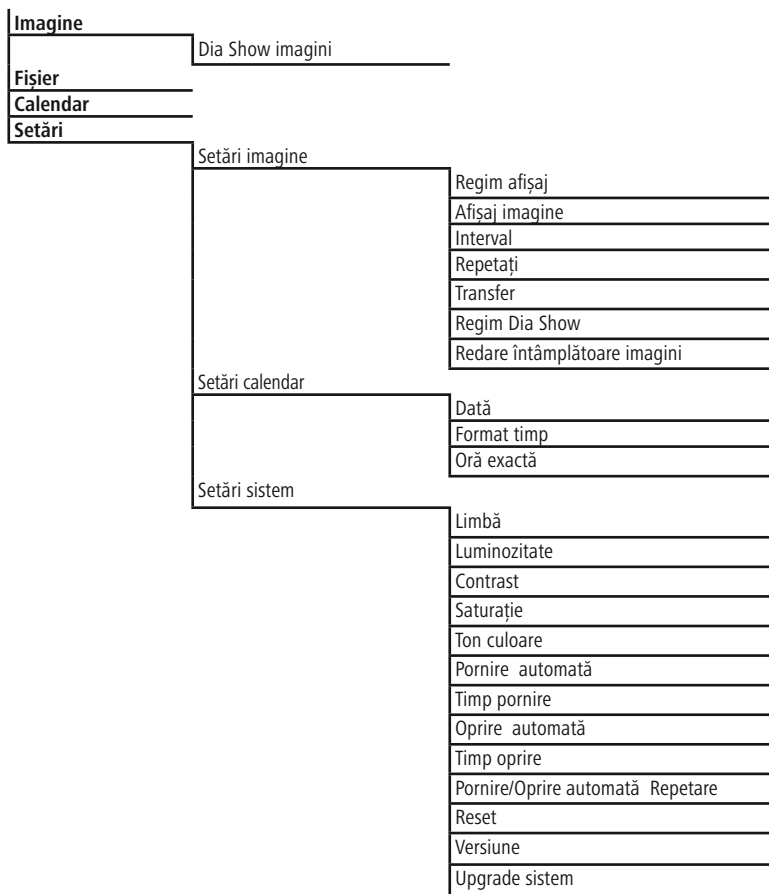 Imagine
Dia Show imagini
Fișier
Calendar
Setări
Setări imagine
Regim afișaj
Afișaj imagine
Interval
Repetați
Transfer
Regim Dia Show
Redare întâmplătoare imagini
Setări calendar
Dată
Format timp
Oră exactă
Setări sistem
Limbă
Luminozitate
Contrast
Saturație
Ton culoare
Pornire automată
Timp pornire
Oprire automată
Timp oprire
Pornire/Oprire automată Repetare
Reset
Versiune
Upgrade sistem